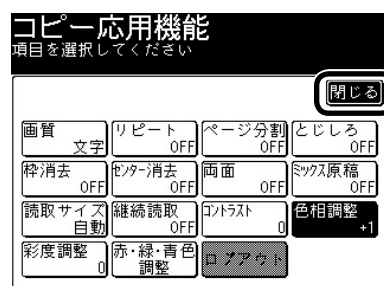 コピー応用機能
項目を選択してください
閉じる
画質
文字
リピート
OFF
ページ分割
OFF
とじしろ
OFF
枠消去
OFF
センター消去
OFF
両面
OFF
ミックス原稿
OFF
読取サイズ
自動
継続読取
OFF
コントラスト
0
色相調整
+1
彩度調整
0
赤・緑・青色
調整
ログアウト